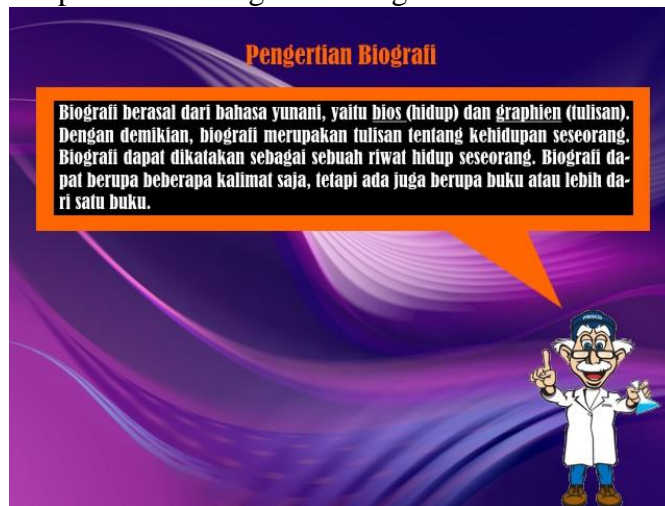 Pengertian Biografi
Biografi berasal dari bahasa yunani, yaitu bios (hidup) dan graphien (tulisan).
Dengan demikian, biografi merupakan tulisan tentang kehidupan seseorang.
Biografi dapat dikatakan sebagai sebuah riwat hidup seseorang. Biografi da-
pat berupa beberapa kalimat saja, tetapi ada juga berupa buku atau lebih da-
ri satu buku.